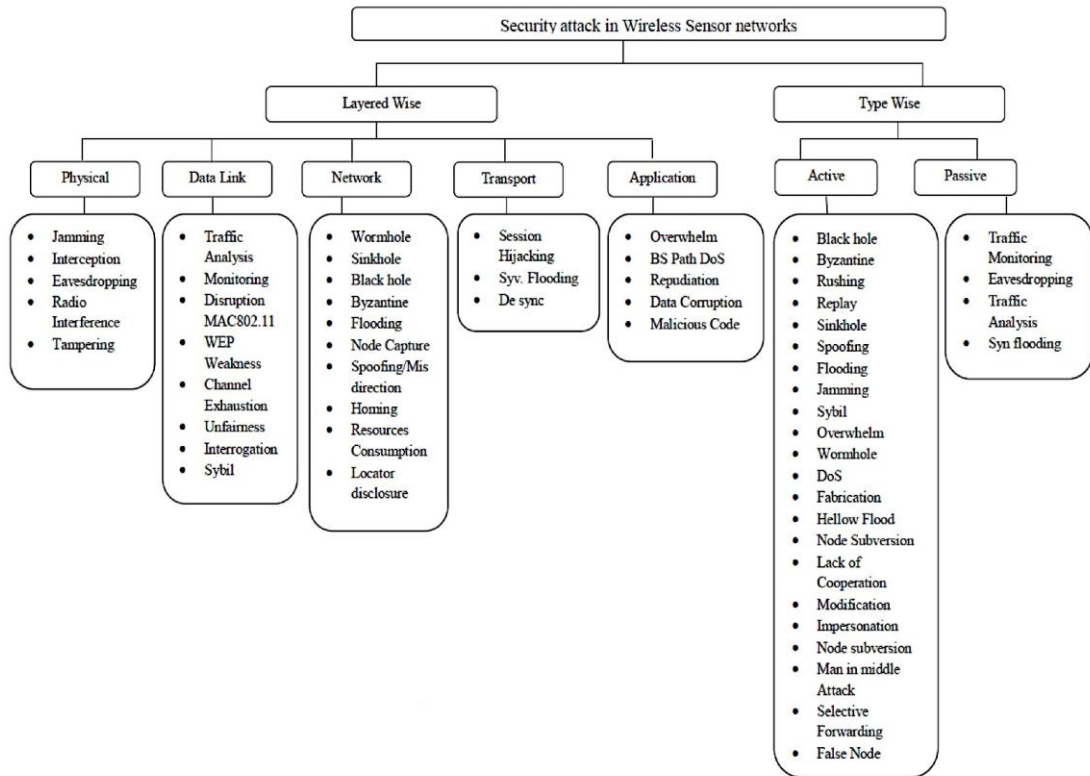 Security attack in Wireless Sensor networks
Layered Wise
Type Wise
Physical
Data Link
Network
Transport
Application
Active
Passive
• Jamming
• Interception
• Eavesdropping
• Radio
Interference
• Tampering
• Traffic
Analysis
• Monitoring
• Disruption
MAC802.11
• WEP
Weakness
• Channel
Exhaustion
• Unfairness
• Interrogation
• Sybil
• Wormhole
• Sinkhole
• Black hole
• Byzantine
• Flooding
• Node Capture
• Spoofing/Mis
direction
• Homing
• Resources
Consumption
• Locator
disclosure
• Session
Hijacking
• Syv. Flooding
• De sync
• Overwhelm
• BS Path DoS
• Repudiation
• Data Corruption
• Malicious Code
• Black hole
• Byzantine
• Rushing
• Replay
• Sinkhole
• Spoofing
• Flooding
• Jamming
• Sybil
• Overwhelm
• Wormhole
• DoS
• Fabrication
• Hellow Flood
• Node Subversion
• Lack of
Cooperation
• Modification
• Impersonation
• Node subversion
• Man in middle
Attack
• Selective
Forwarding
• False Node
• Traffic
Monitoring
• Eavesdropping
• Traffic
Analysis
• Syn flooding